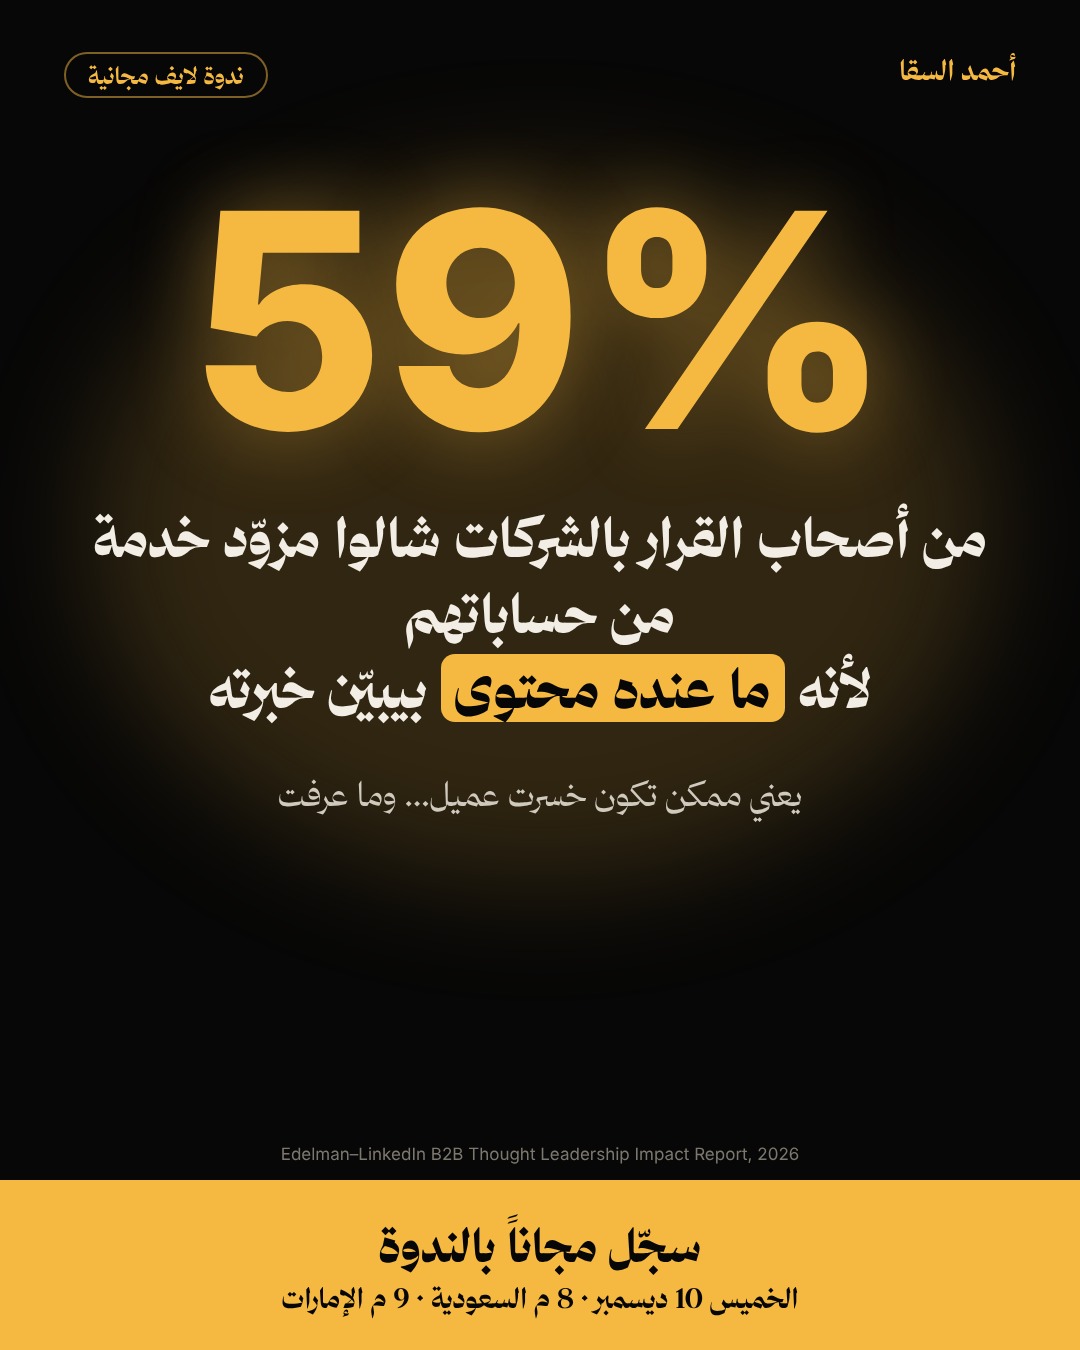 أحمد السقا
ندوة لايف مجانية
59%
من أصحاب القرار بالشركات شالوا مزوّد خدمة
من حساباتهم
لأنه ما عنده محتوى بيبيّن خبرته
يعني ممكن تكون خسرت عميل... وما عرفت
Edelman–LinkedIn B2B Thought Leadership Impact Report, 2026
سجّل مجاناً بالندوة
الخميس 10 ديسمبر · 8 م السعودية · 9 م الإمارات